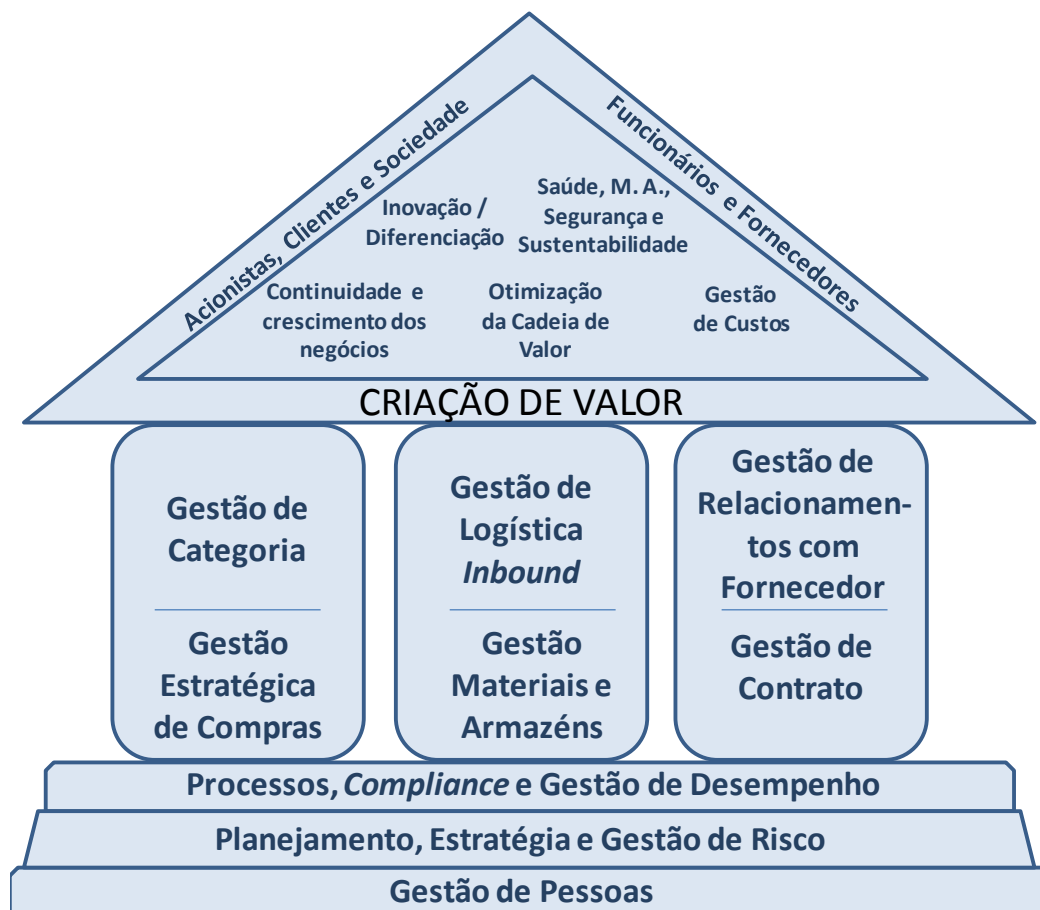 Acionistas, Clientes e Sociedade
Funcionários e Fornecedores
Inovação /
Diferenciação
Saúde, M. A.,
Segurança e
Sustentabilidade
Continuidade e
crescimento dos
negócios
Otimização
da Cadeia de
Valor
Gestão
de Custos
CRIAÇÃO DE VALOR
Gestão de
Categoria
Gestão
Estratégica
de Compras
Gestão de
Logística
Inbound
Gestão
Materiais e
Armazéns
Gestão de
Relacionamen-
tos com
Fornecedor
Gestão de
Contrato
Processos, Compliance e Gestão de Desempenho
Planejamento, Estratégia e Gestão de Risco
Gestão de Pessoas